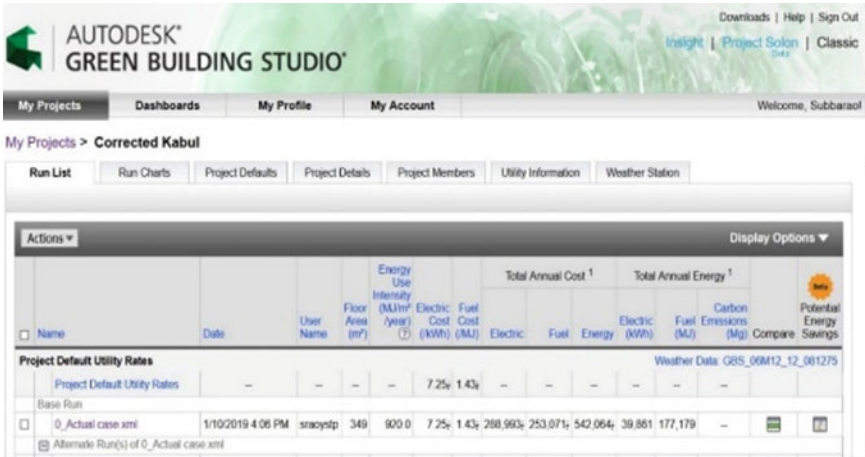 Downloads | Help | Sign Out
AUTODESK®
GREEN BUILDING STUDIO®
Insight | Project Solon | Classic
Beta
My Projects Dashboards My Profile My Account Welcome, Subbarao!
My Projects > Corrected Kabul
Run List Run Charts Project Defaults Project Details Project Members Utility Information Weather Station
Actions Display Options
Name Date User Name Floor Area (m²) Energy Use Intensity (MJ/m²/year) Electric Cost (/kWh) Fuel Cost (/MJ) Total Annual Cost 1 Electric Fuel Energy Total Annual Energy 1 Electric (kWh) Fuel (MJ) Carbon Emissions (Mg) Compare Beta Potential Energy Savings
Project Default Utility Rates Weather Data: GBS_06M12_12_081275
Project Default Utility Rates -- -- -- -- 7.25 1.43 -- -- -- -- -- --
Base Run
0_Actual case.xml 1/10/2019 4:06 PM 349 920.0 7.25 1.43 288,993 253,071 542,064 39,861 177,179 --
Alternate Run(s) of 0_Actual case.xml